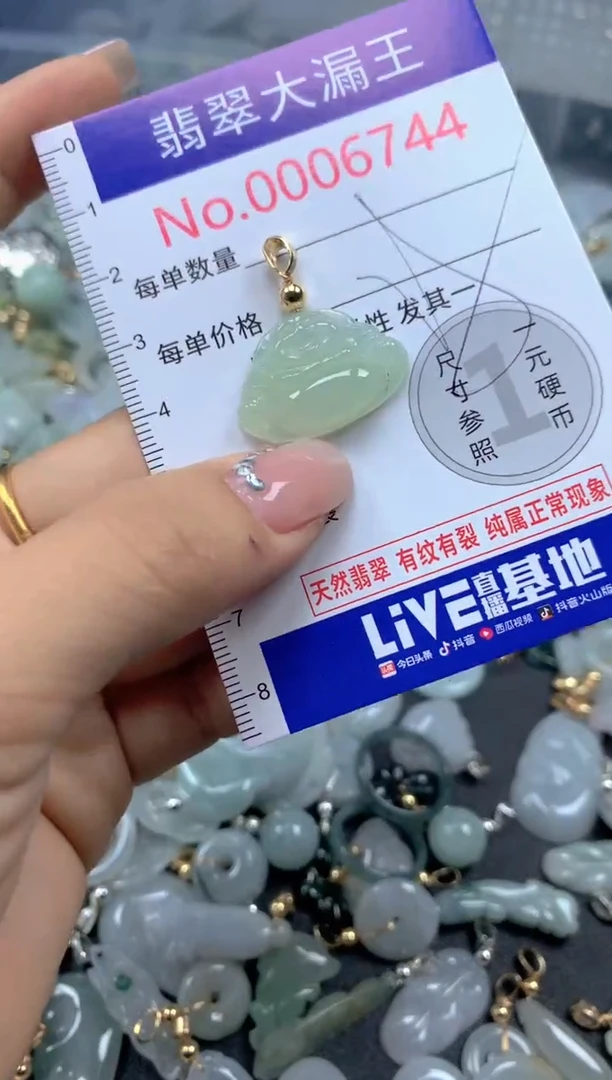 翡翠大漏王
No.0006744
0
1
2
3
4
7
8
每单数量
每单价格
性 发其一
1
一元硬币
尺寸参照
天然翡翠 有纹有裂 纯属正常现象
LiVE直播基地
今日头条 抖音 西瓜视频 抖音火山版